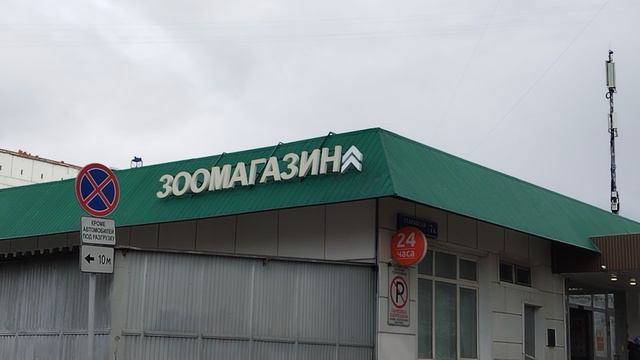 ЗООМАГАЗИН
КРОМЕ
АВТОМОБИЛЕЙ
ПОД РАЗГРУЗКУ
10 м
24
часа
P